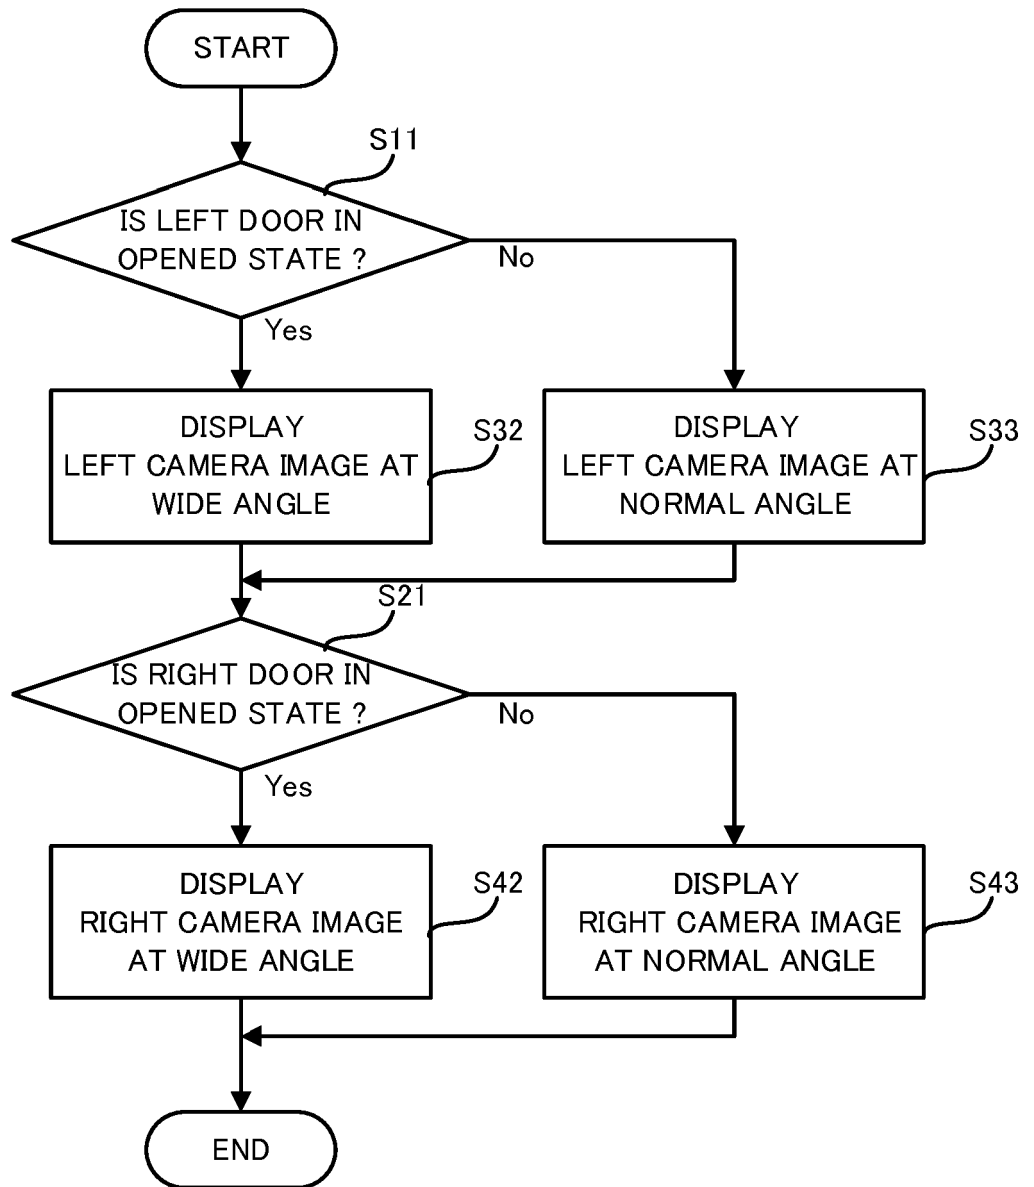 START
S11
IS LEFT DOOR IN
OPENED STATE ?
No
Yes
DISPLAY
LEFT CAMERA IMAGE AT
WIDE ANGLE
S32
DISPLAY
LEFT CAMERA IMAGE AT
NORMAL ANGLE
S33
S21
IS RIGHT DOOR IN
OPENED STATE ?
No
Yes
DISPLAY
RIGHT CAMERA IMAGE
AT WIDE ANGLE
S42
DISPLAY
RIGHT CAMERA IMAGE
AT NORMAL ANGLE
S43
END